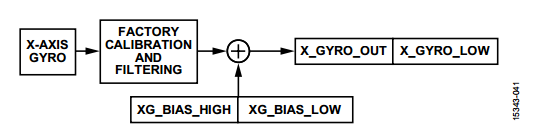 X-AXIS
GYRO
FACTORY
CALIBRATION
AND
FILTERING
X_GYRO_OUT X_GYRO_LOW
XG_BIAS_HIGH XG_BIAS_LOW
15343-041